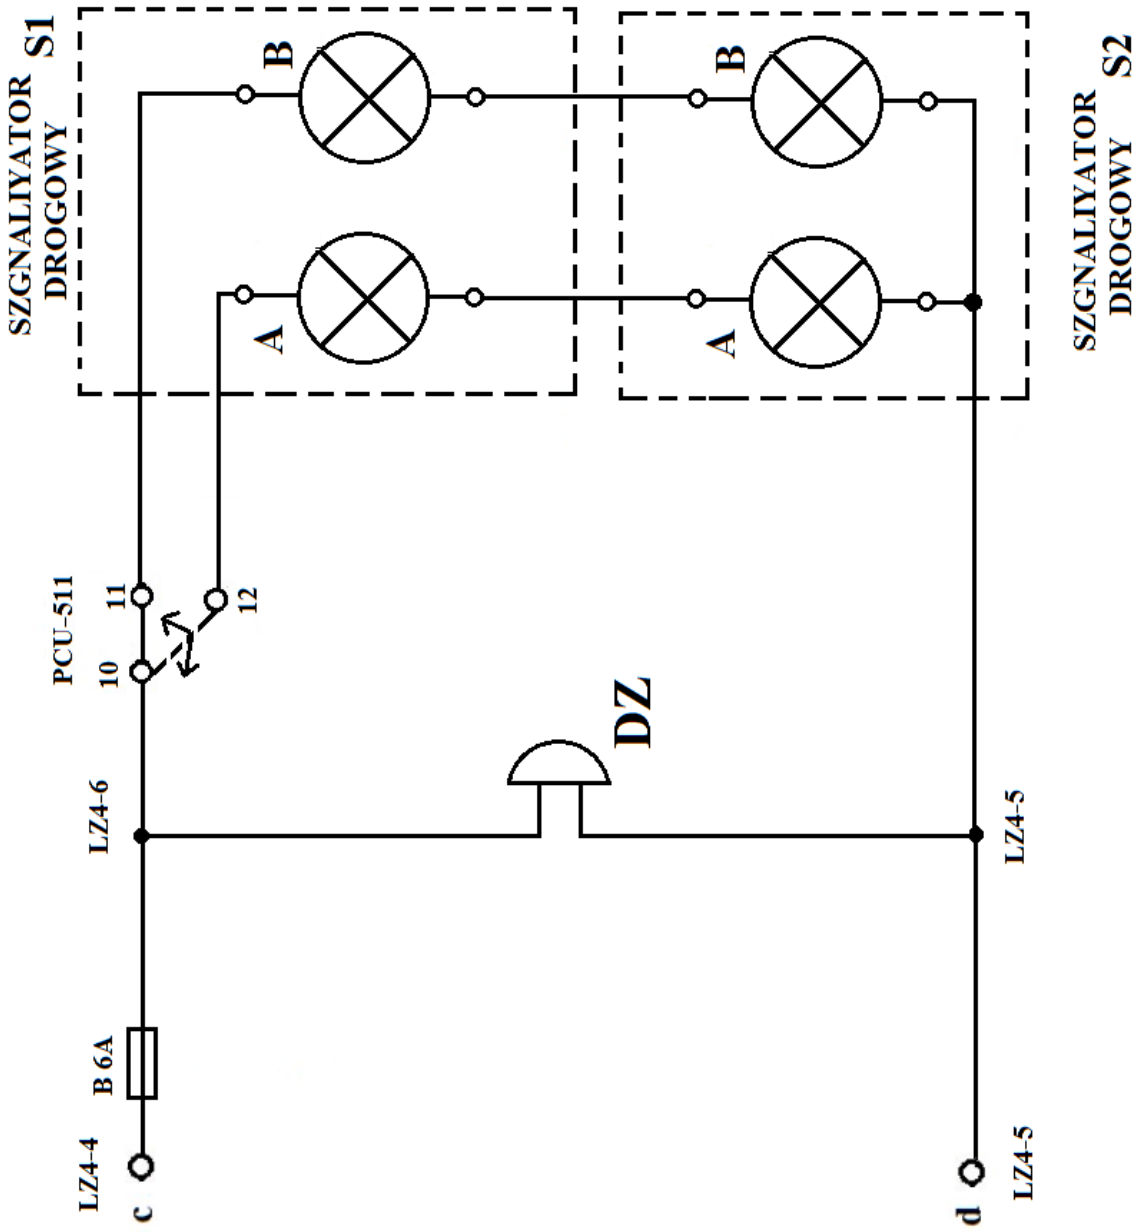 SZGNALIYATOR
DROGOWY
S1
PCU-511
LZ4-4
B 6A
LZ4-6
10
11
c
12
A
B
DZ
A
B
d
LZ4-5
LZ4-5
SZGNALIYATOR
DROGOWY
S2